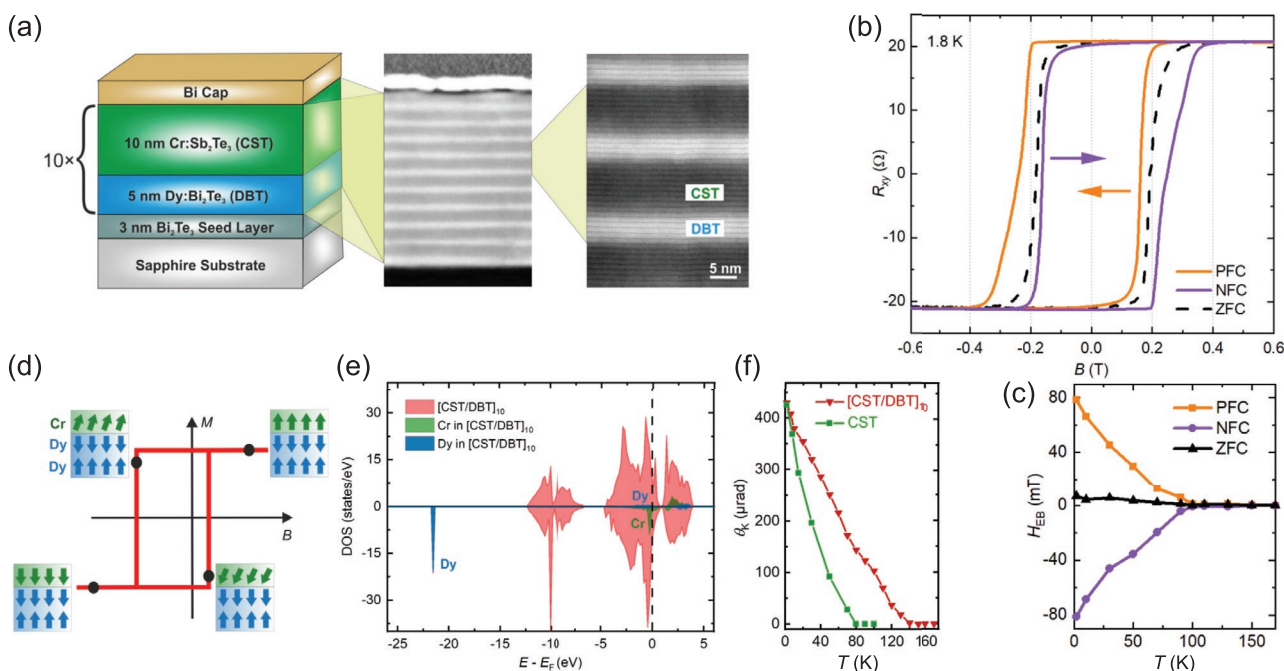 (a)
Bi Cap
10×
10 nm Cr:Sb₂Te₃ (CST)
5 nm Dy:Bi₂Te₃ (DBT)
3 nm Bi₂Te₃ Seed Layer
Sapphire Substrate
CST
DBT
5 nm
(b)
1.8 K
R_xy (Ω)
20
10
0
-10
-20
PFC
NFC
ZFC
-0.6 -0.4 -0.2 0.0 0.2 0.4 0.6
B (T)
(d)
M
B
Cr
Dy
Dy
(e)
[CST/DBT]₁₀
Cr in [CST/DBT]₁₀
Dy in [CST/DBT]₁₀
DOS (states/eV)
30
15
0
-15
-30
Dy
Cr
Dy
-25 -20 -15 -10 -5 0 5
E - E_F (eV)
(f)
[CST/DBT]₁₀
CST
θ_K (μrad)
400
300
200
100
0
0 40 80 120 160
T (K)
(c)
PFC
NFC
ZFC
H_EB (mT)
80
40
0
-40
-80
0 50 100 150
T (K)